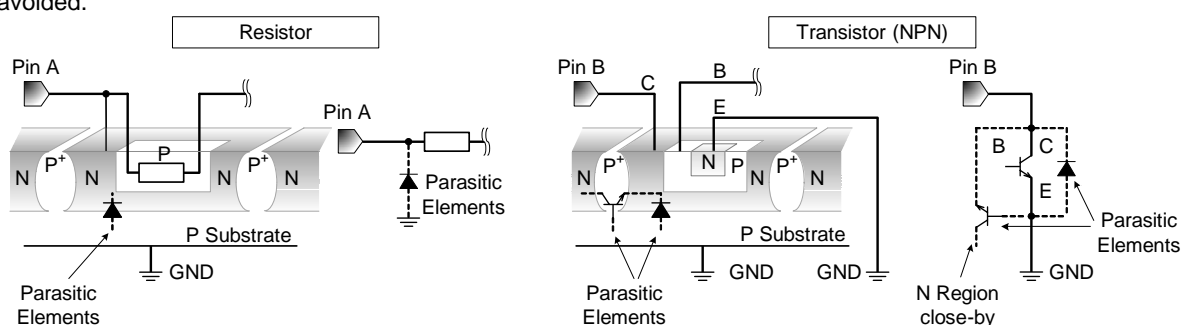 avoided.
Resistor
Transistor (NPN)
Pin A
Pin A
P
N
P+
N
N
P+
N
Parasitic
Elements
P Substrate
GND
Parasitic
Elements
Pin B
C
B
E
N
P+
N
N
P
N
P+
N
P Substrate
GND
GND
Parasitic
Elements
Pin B
B
C
E
Parasitic
Elements
GND
N Region
close-by